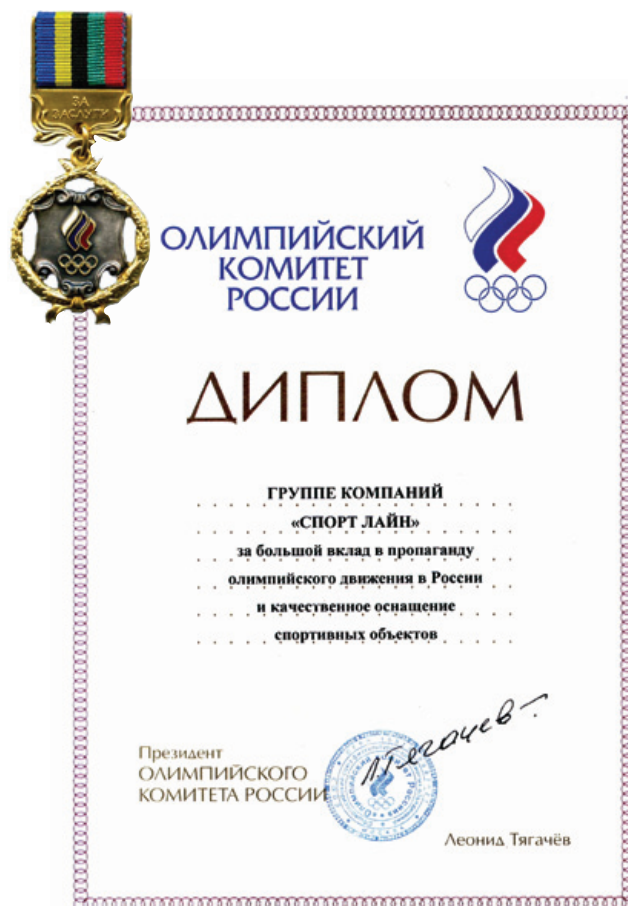 ЗА
ЗАСЛУГИ
ОЛИМПИЙСКИЙ
КОМИТЕТ
РОССИИ
ДИПЛОМ
ГРУППЕ КОМПАНИЙ
«СПОРТ ЛАЙН»
за большой вклад в пропаганду
олимпийского движения в России
и качественное оснащение
спортивных объектов
Л.Тягачев
Президент
ОЛИМПИЙСКОГО
КОМИТЕТА РОССИИ
Леонид Тягачёв